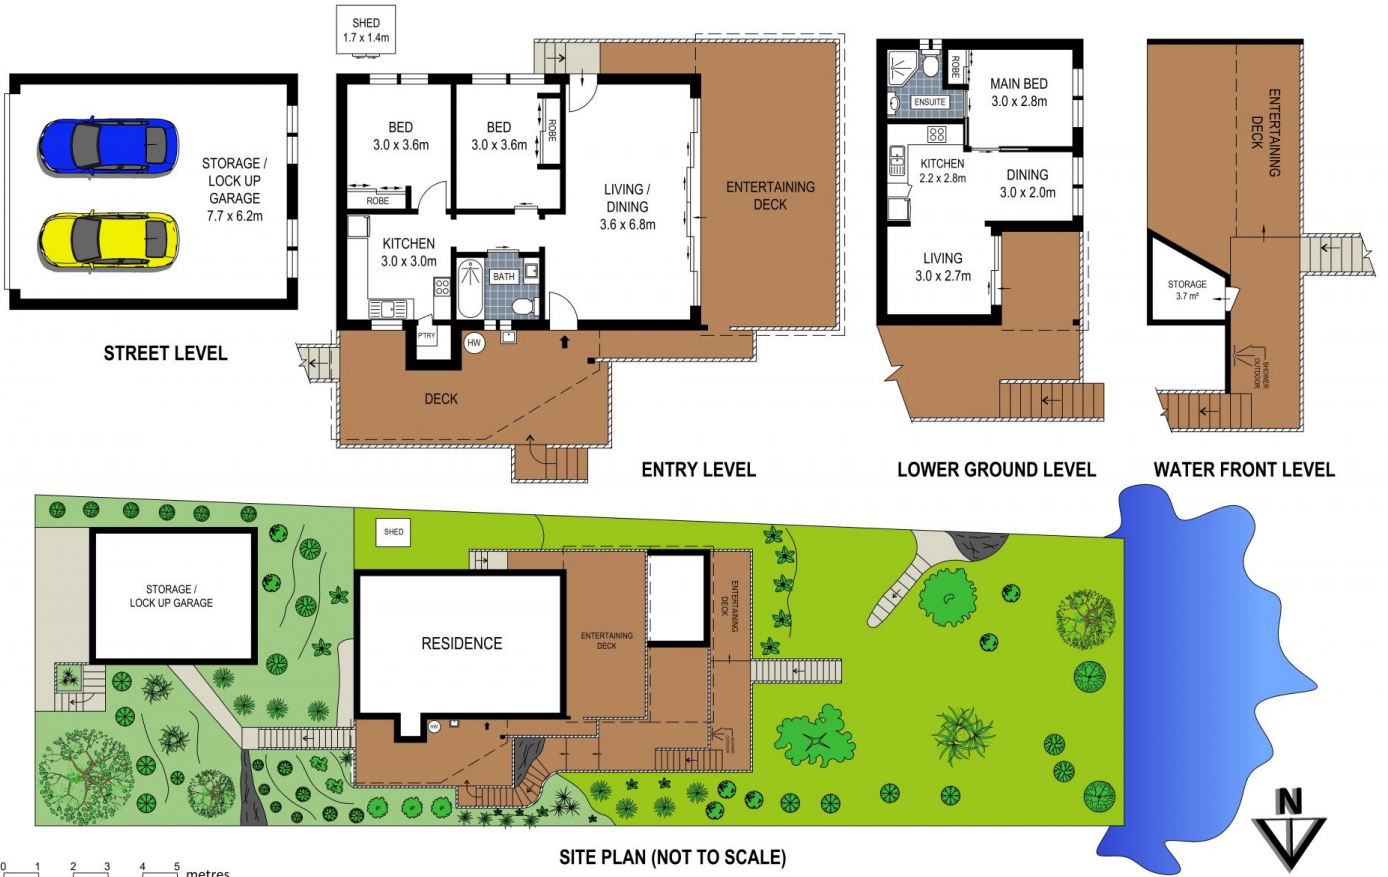 SHED
1.7 x 1.4m
STORAGE /
LOCK UP
GARAGE
7.7 x 6.2m
STREET LEVEL
BED
3.0 x 3.6m
ROBE
BED
3.0 x 3.6m
ROBE
LIVING /
DINING
3.6 x 6.8m
ENTERTAINING
DECK
KITCHEN
3.0 x 3.0m
BATH
P'TRY
HW
DECK
ENTRY LEVEL
ENSUITE
ROBE
MAIN BED
3.0 x 2.8m
KITCHEN
2.2 x 2.8m
DINING
3.0 x 2.0m
LIVING
3.0 x 2.7m
LOWER GROUND LEVEL
ENTERTAINING
DECK
STORAGE
3.7 m²
SHOWER
OUTDOOR
WATER FRONT LEVEL
STORAGE /
LOCK UP GARAGE
SHED
RESIDENCE
ENTERTAINING
DECK
ENTERTAINING
DECK
HW
SHOWER
OUTDOOR
N
SITE PLAN (NOT TO SCALE)
0 1 2 3 4 5 metres